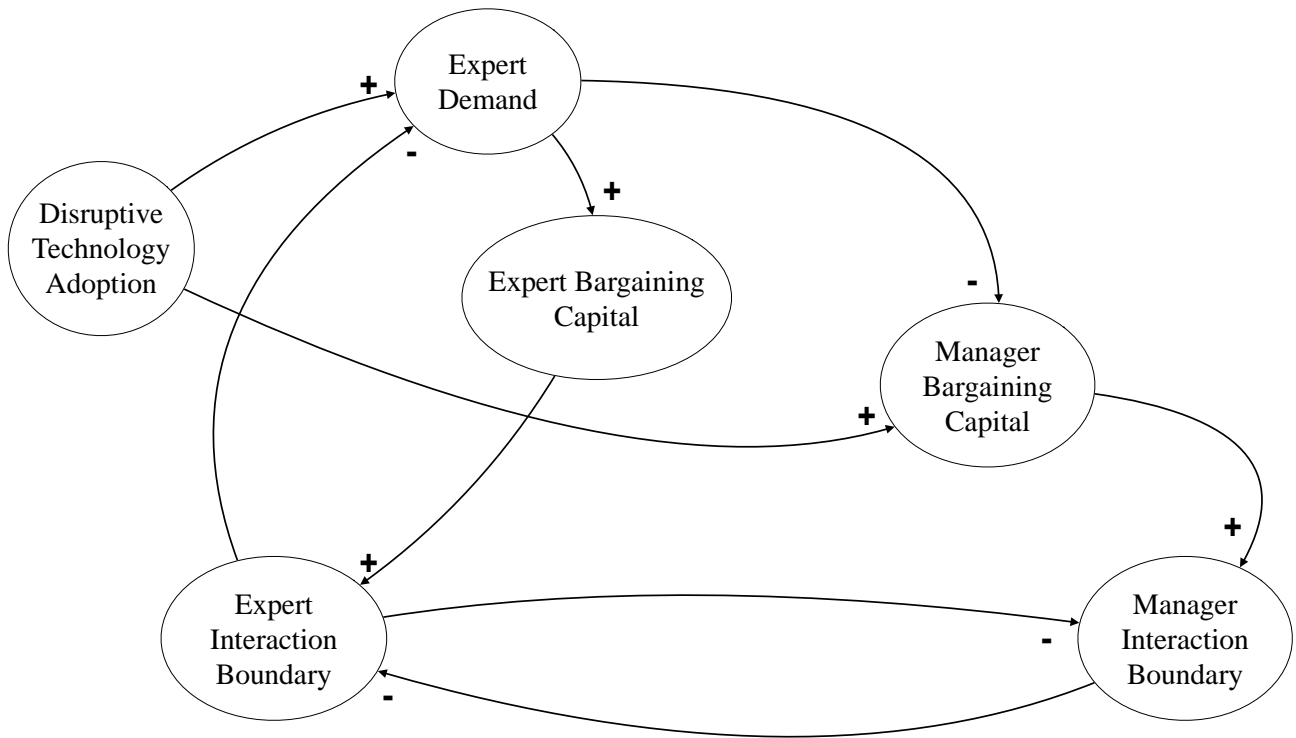 +
Expert
Demand
-
Disruptive
Technology
Adoption
+
Expert Bargaining
Capital
-
Manager
Bargaining
Capital
+
+
+
Expert
Interaction
Boundary
-
Manager
Interaction
Boundary
-